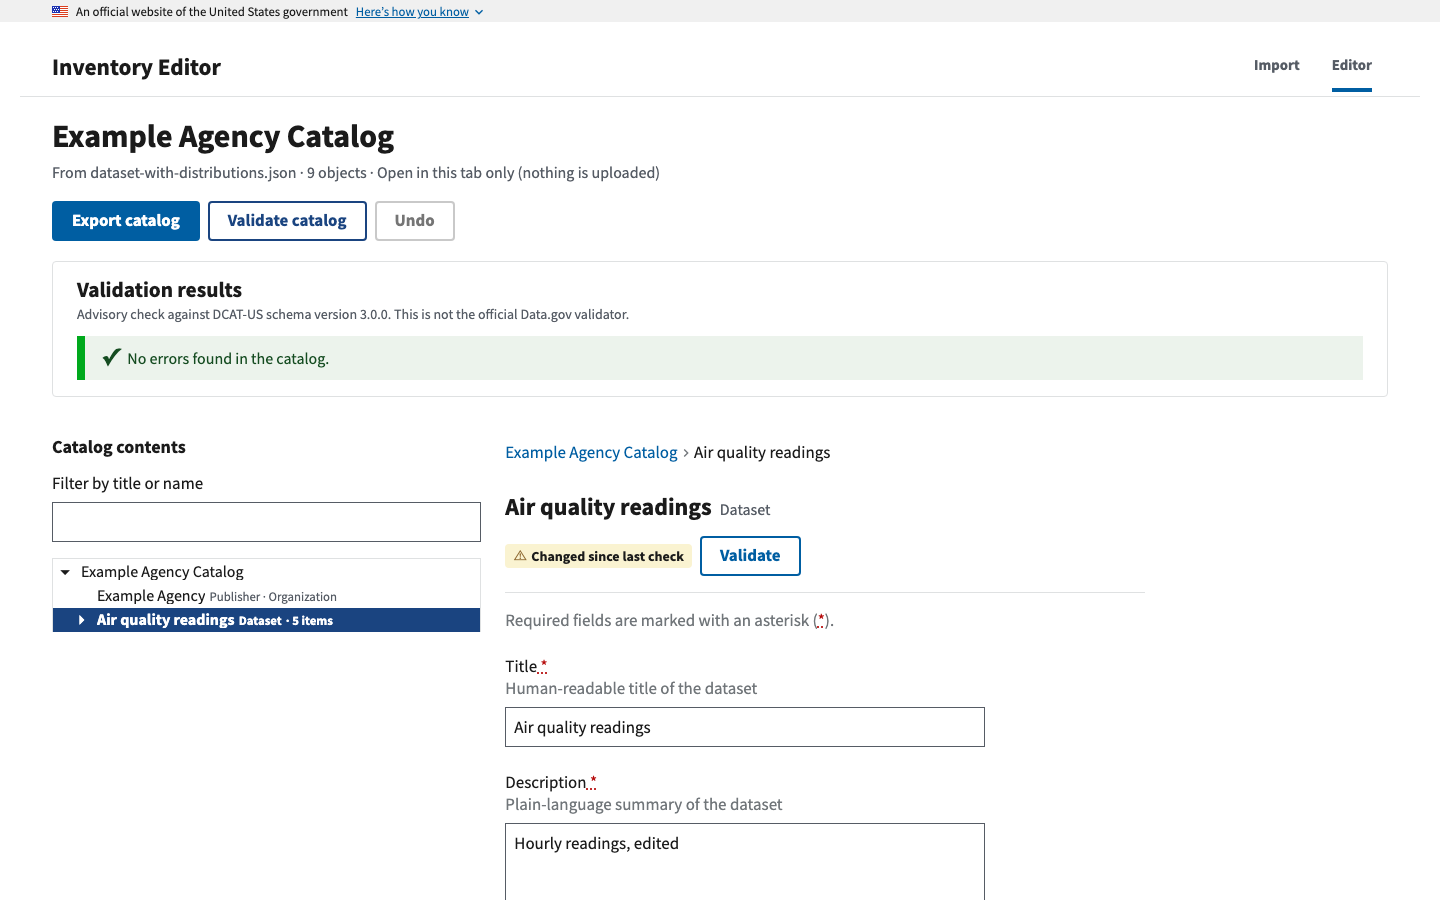 An official website of the United States government Here's how you know
Inventory Editor
Import Editor
Example Agency Catalog
From dataset-with-distributions.json · 9 objects · Open in this tab only (nothing is uploaded)
Export catalog Validate catalog Undo
Validation results
Advisory check against DCAT-US schema version 3.0.0. This is not the official Data.gov validator.
No errors found in the catalog.
Catalog contents
Filter by title or name
Example Agency Catalog
Example Agency Publisher · Organization
Air quality readings Dataset · 5 items
Example Agency Catalog › Air quality readings
Air quality readings Dataset
Changed since last check Validate
Required fields are marked with an asterisk (*).
Title *
Human-readable title of the dataset
Air quality readings
Description *
Plain-language summary of the dataset
Hourly readings, edited